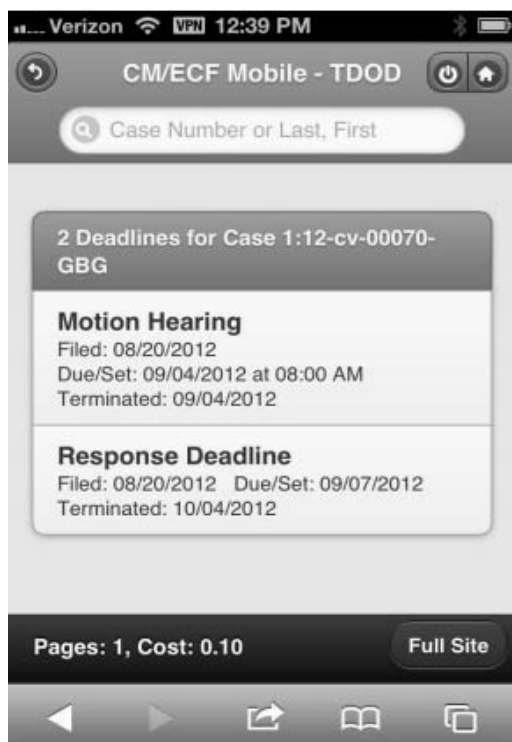 Verizon VPN 12:39 PM
CM/ECF Mobile - TDOD
Case Number or Last, First
2 Deadlines for Case 1:12-cv-00070-
GBG
Motion Hearing
Filed: 08/20/2012
Due/Set: 09/04/2012 at 08:00 AM
Terminated: 09/04/2012
Response Deadline
Filed: 08/20/2012 Due/Set: 09/07/2012
Terminated: 10/04/2012
Pages: 1, Cost: 0.10
Full Site